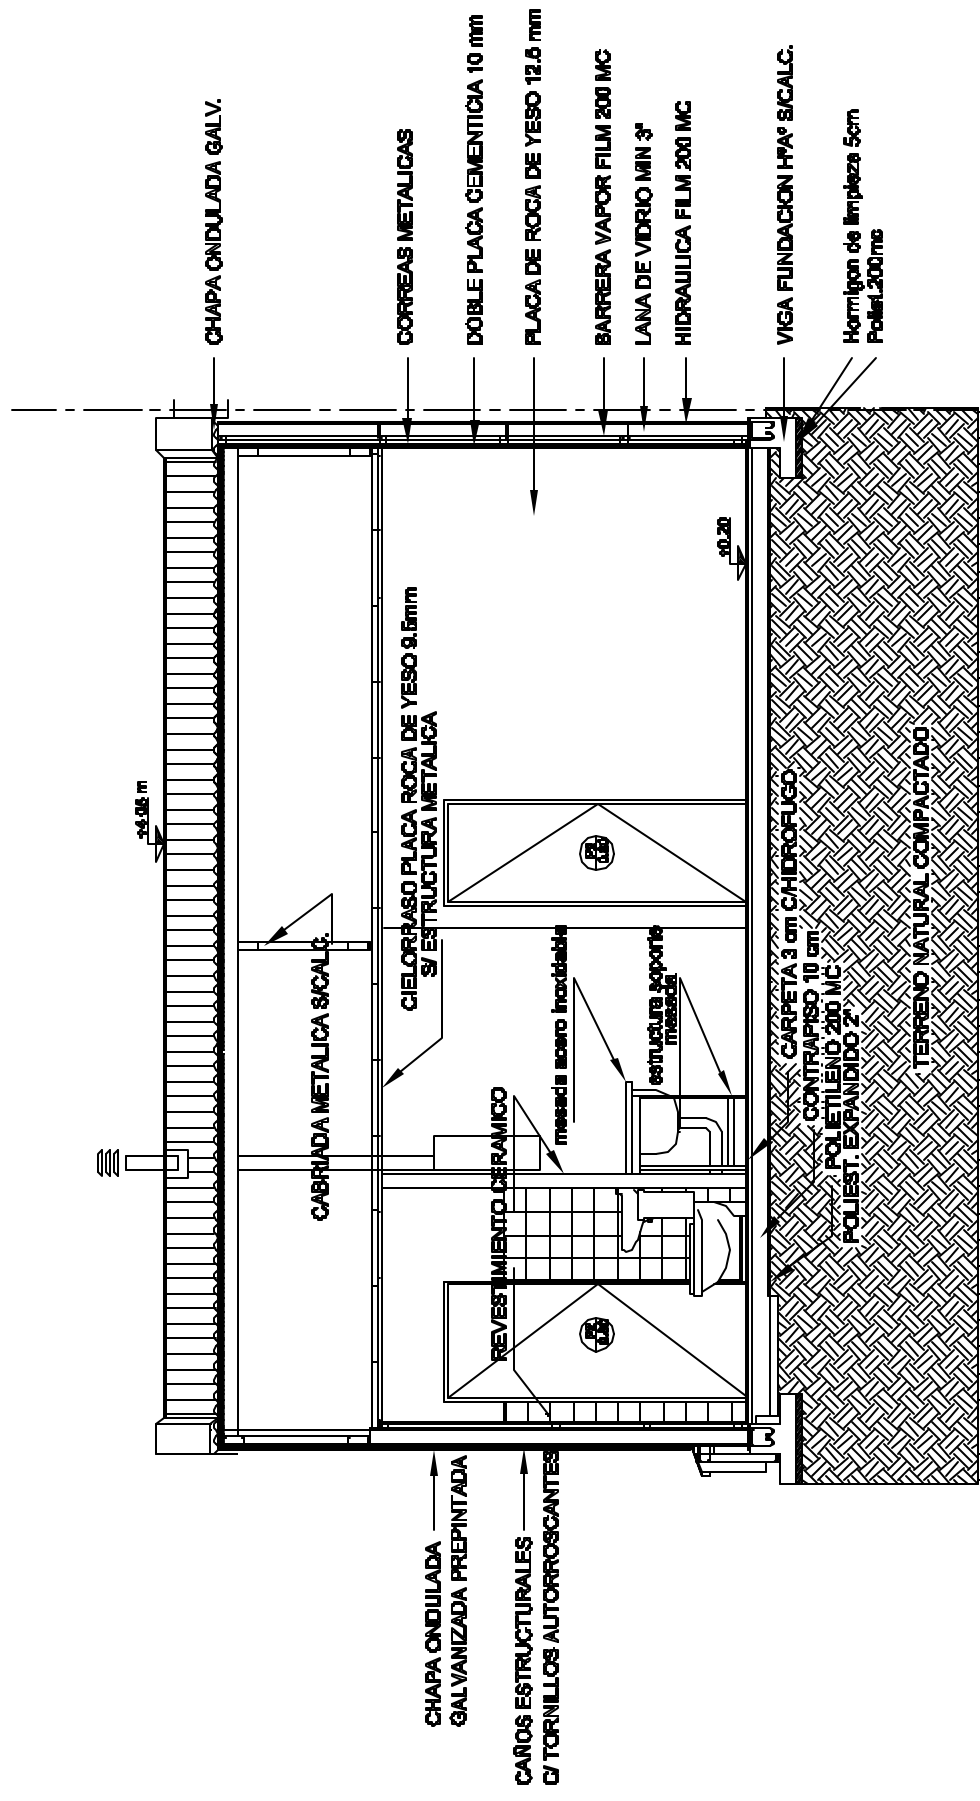 CHAPA ONDULADA GALV.
CORREAS METALICAS
DOBLE PLACA CEMENTICIA 10 mm
PLACA DE ROCA DE YESO 12.5 mm
BARRERA VAPOR FILM 200 MC
LANA DE VIDRIO MIN 3"
HIDRAULICA FILM 200 MC
VIGA FUNDACION HºAº S/CALC.
Hormigon de limpieza 5cm
Poliet.200mc
+0.20
CIELORRASO PLACA ROCA DE YESO 9.5mm
S/ ESTRUCTURA METALICA
CABRIADA METALICA S/CALC.
mesada acero inoxidable
estructura soporte
mesada
CARPETA 3 cm C/HIDROFUGO
CONTRAPISO 10 cm
POLIETILENO 200 MC
POLIEST. EXPANDIDO 2"
TERRENO NATURAL COMPACTADO
REVESTIMIENTO CERAMICO
CHAPA ONDULADA
GALVANIZADA PREPINTADA
CAÑOS ESTRUCTURALES
C/ TORNILLOS AUTORROSCANTES